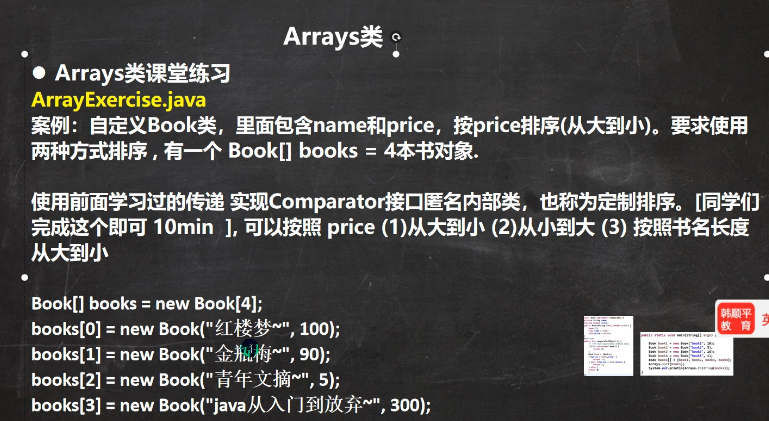 Arrays类
● Arrays类课堂练习
ArrayExercise.java
案例：自定义Book类，里面包含name和price，按price排序(从大到小)。要求使用
两种方式排序 , 有一个 Book[] books = 4本书对象.
使用前面学习过的传递 实现Comparator接口匿名内部类，也称为定制排序。[同学们
完成这个即可 10min  ], 可以按照 price (1)从大到小 (2)从小到大 (3) 按照书名长度
从大到小
Book[] books = new Book[4];
books[0] = new Book("红楼梦~", 100);
books[1] = new Book("金瓶梅~", 90);
books[2] = new Book("青年文摘~", 5);
books[3] = new Book("java从入门到放弃~", 300);
韩顺平
教育
英